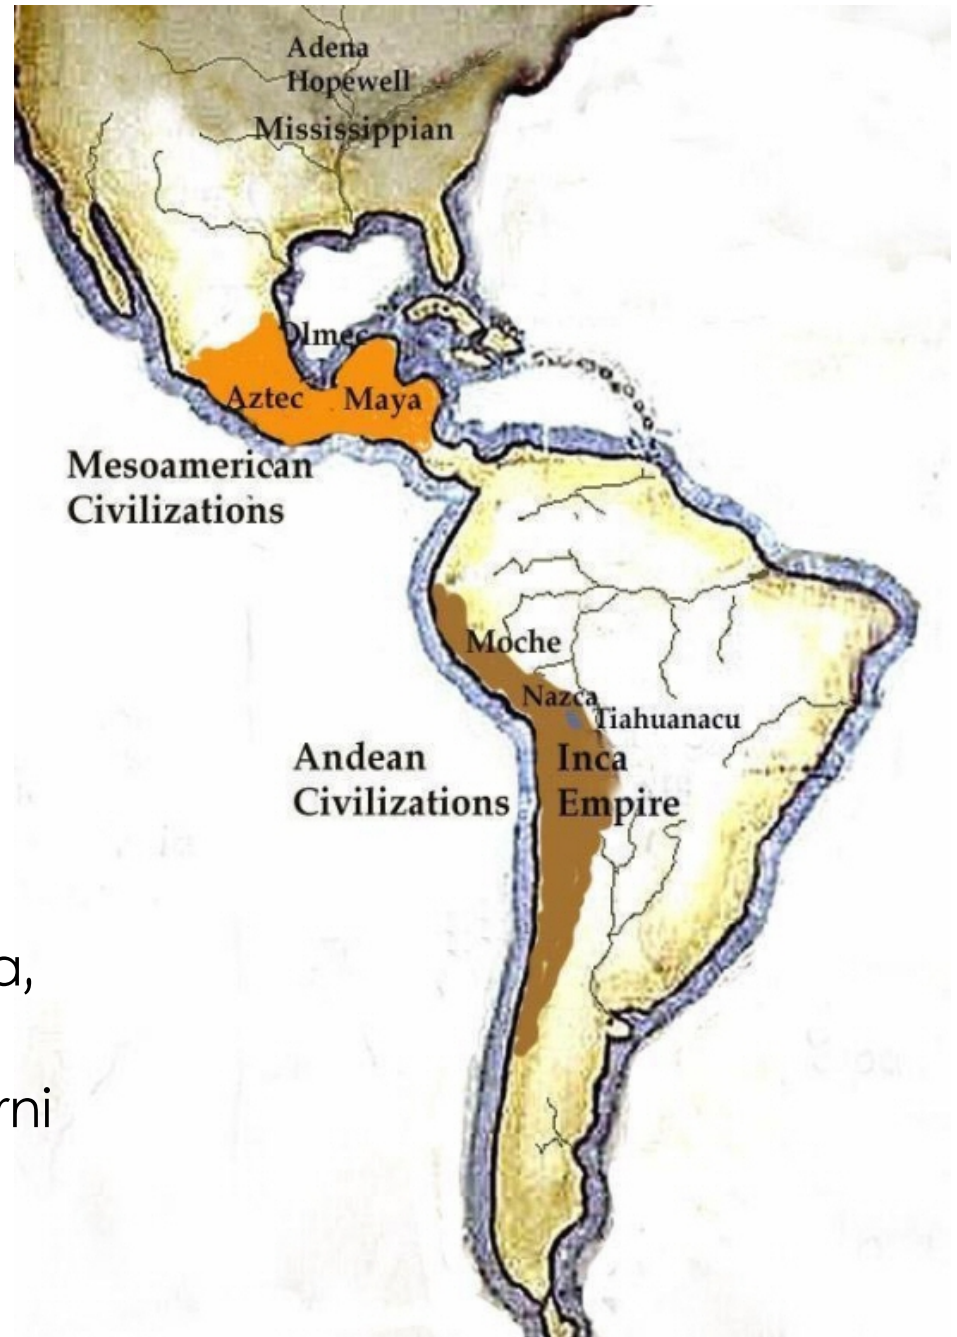 Adena
Hopewell
Mississippian
Olmec
Aztec
Maya
Mesoamerican
Civilizations
Moche
Nazca
Tiahuanacu
Andean
Civilizations
Inca
Empire
a,
rni